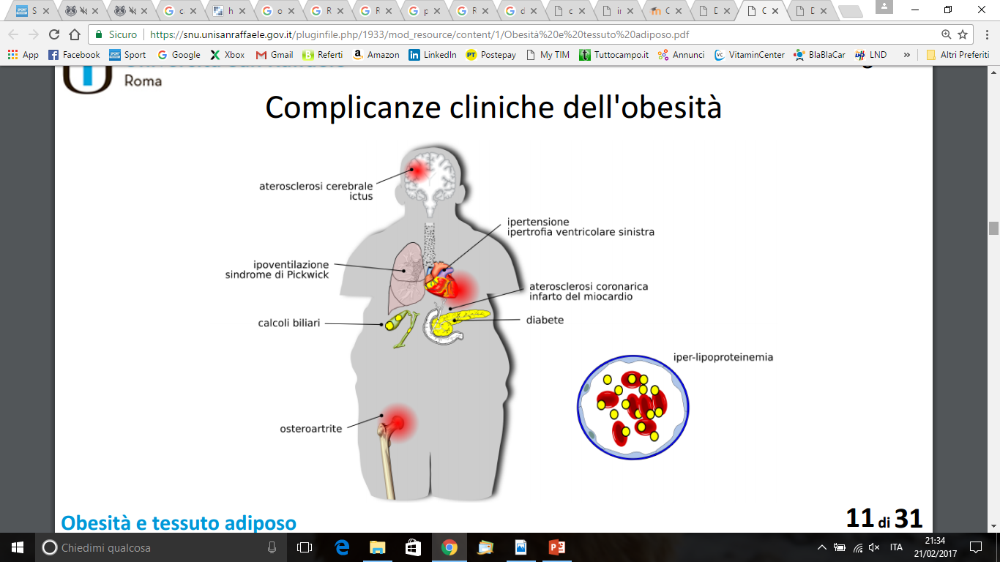 S
c
h
o
R
R
p
R
d
c
ir
C
D
C
D
Sicuro
https://snu.unisanraffaele.gov.it/pluginfile.php/1933/mod_resource/content/1/Obesità%20e%20tessuto%20adiposo.pdf
App
Facebook
Sport
Google
Xbox
Gmail
Referti
Amazon
LinkedIn
Postepay
My TIM
Tuttocampo.it
Annunci
VitaminCenter
BlaBlaCar
LND
»
Altri Preferiti
Roma
Complicanze cliniche dell'obesità
aterosclerosi cerebrale
ictus
ipertensione
ipertrofia ventricolare sinistra
ipoventilazione
sindrome di Pickwick
aterosclerosi coronarica
infarto del miocardio
calcoli biliari
diabete
iper-lipoproteinemia
osteroartrite
Obesità e tessuto adiposo
11 di 31
Chiedimi qualcosa
ITA
21:34
21/02/2017